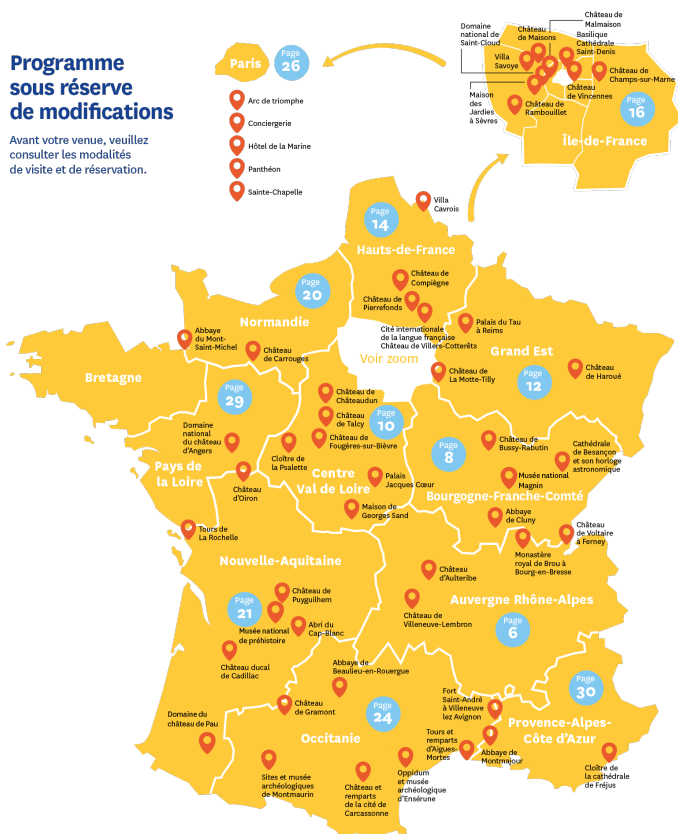 Programme
sous réserve
de modifications
Avant votre venue, veuillez
consulter les modalités
de visite et de réservation.
Paris
Page
26
Arc de triomphe
Conciergerie
Hôtel de la Marine
Panthéon
Sainte-Chapelle
Domaine
national de
Saint-Cloud
Château
de Maisons
Château de
Malmaison
Basilique
Cathédrale
Saint-Denis
Villa
Savoye
Château de
Champs-sur-Marne
Château
de Vincennes
Maison
des
Jardies
à Sèvres
Château de
Rambouillet
Page
16
Île-de-France
Villa
Cavrois
Page
14
Hauts-de-France
Château de
Compiègne
Château de
Pierrefonds
Cité internationale
de la langue française
Château de Villers-Cotterêts
Page
20
Normandie
Abbaye
du Mont-
Saint-Michel
Château
de Carrouges
Voir zoom
Palais du Tau
à Reims
Grand Est
Page
12
Château
de Haroué
Château de
La Motte-Tilly
Bretagne
Page
29
Domaine
national
du château
d'Angers
Pays de
la Loire
Château de
Châteaudun
Château
de Talcy
Page
10
Château de
Fougères-sur-Bièvre
Cloître de
la Psalette
Centre
Val de Loire
Palais
Jacques Cœur
Maison de
Georges Sand
Château
d'Oiron
Page
8
Château de
Bussy-Rabutin
Cathédrale
de Besançon
et son horloge
astronomique
Musée national
Magnin
Bourgogne-Franche-Comté
Abbaye
de Cluny
Château
de Voltaire
à Ferney
Monastère
royal de Brou à
Bourg-en-Bresse
Tours de
La Rochelle
Nouvelle-Aquitaine
Page
21
Château de
Puyguilhem
Musée national
de préhistoire
Abri du
Cap-Blanc
Château ducal
de Cadillac
Château
d'Aulteribe
Château de
Villeneuve-Lembron
Auvergne Rhône-Alpes
Page
6
Abbaye de
Beaulieu-en-Rouergue
Château
de Gramont
Page
24
Occitanie
Domaine du
château de Pau
Sites et musée
archéologiques
de Montmaurin
Château et
remparts
de la cité de
Carcassonne
Oppidum
et musée
archéologique
d'Ensérune
Tours et
remparts
d'Aigues-
Mortes
Fort
Saint-André
à Villeneuve
lez Avignon
Abbaye de
Montmajour
Page
30
Provence-Alpes-
Côte d'Azur
Cloître de
la cathédrale
de Fréjus